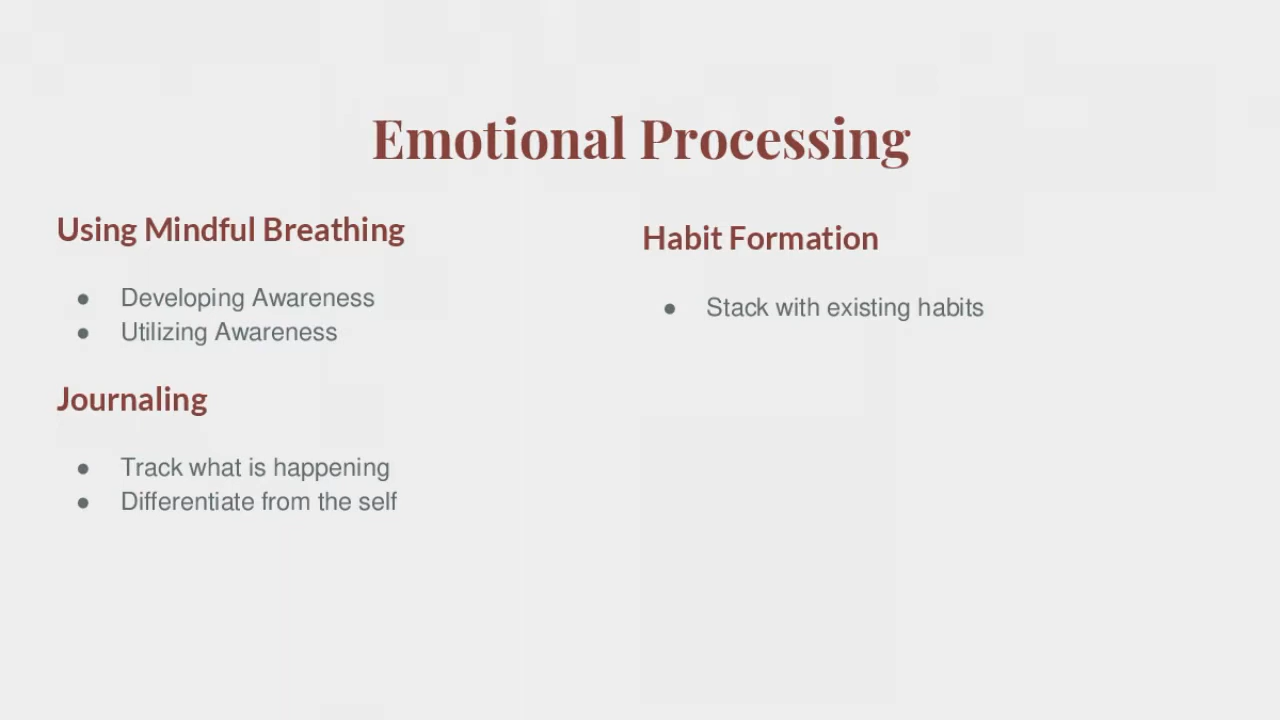 Emotional Processing
Using Mindful Breathing
● Developing Awareness
● Utilizing Awareness
Journaling
● Track what is happening
● Differentiate from the self
Habit Formation
● Stack with existing habits